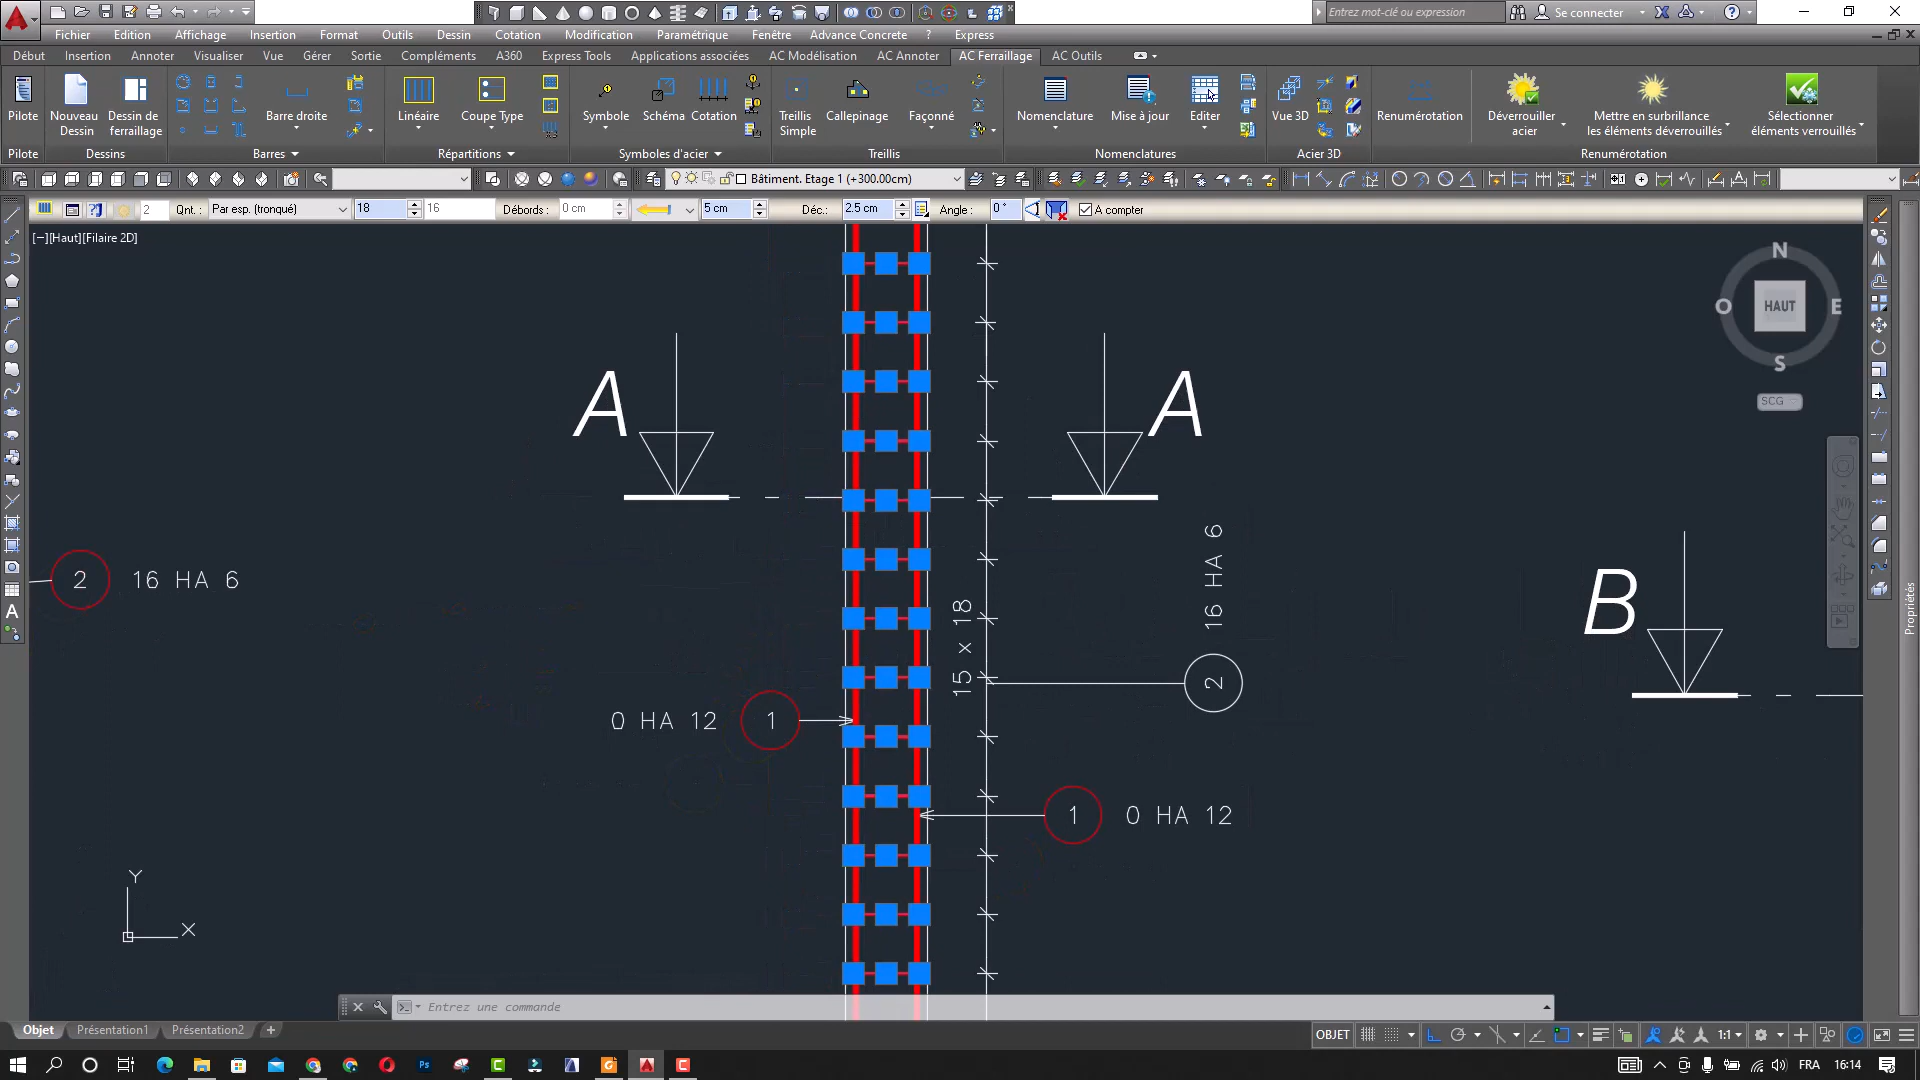 Entrez mot-clé ou expression
Se connecter
Fichier Edition Affichage Insertion Format Outils Dessin Cotation Modification Paramétrique Fenêtre Advance Concrete ? Express
Début Insertion Annoter Visualiser Vue Gérer Sortie Compléments A360 Express Tools Applications associées AC Modélisation AC Annoter AC Ferraillage AC Outils
Pilote
Nouveau
Dessin
Dessin de
ferraillage
Barre droite
Linéaire
Coupe Type
Symbole
Schéma
Cotation
Treillis
Simple
Callepinage
Façonné
Nomenclature
Mise à jour
Editer
Vue 3D
Renumérotation
Déverrouiller
acier
Mettre en surbrillance
les éléments déverrouillés
Sélectionner
éléments verrouillés
Pilote Dessins Barres Répartitions Symboles d'acier Treillis Nomenclatures Acier 3D Renumérotation
Bâtiment. Etage 1 (+300.00cm)
2 Qnt. : Par esp. (tronqué) 18 16 Débords : 0 cm 5 cm Déc.: 2.5 cm Angle : 0 ° A compter
[−][Haut][Filaire 2D]
N
O HAUT E
S
SCG
A A
16 HA 6
2 16 HA 6
B
15 x 18
2
0 HA 12 1
1 0 HA 12
Y
X
Propriétés
Entrez une commande
Objet Présentation1 Présentation2 +
OBJET 1:1
FRA 16:14